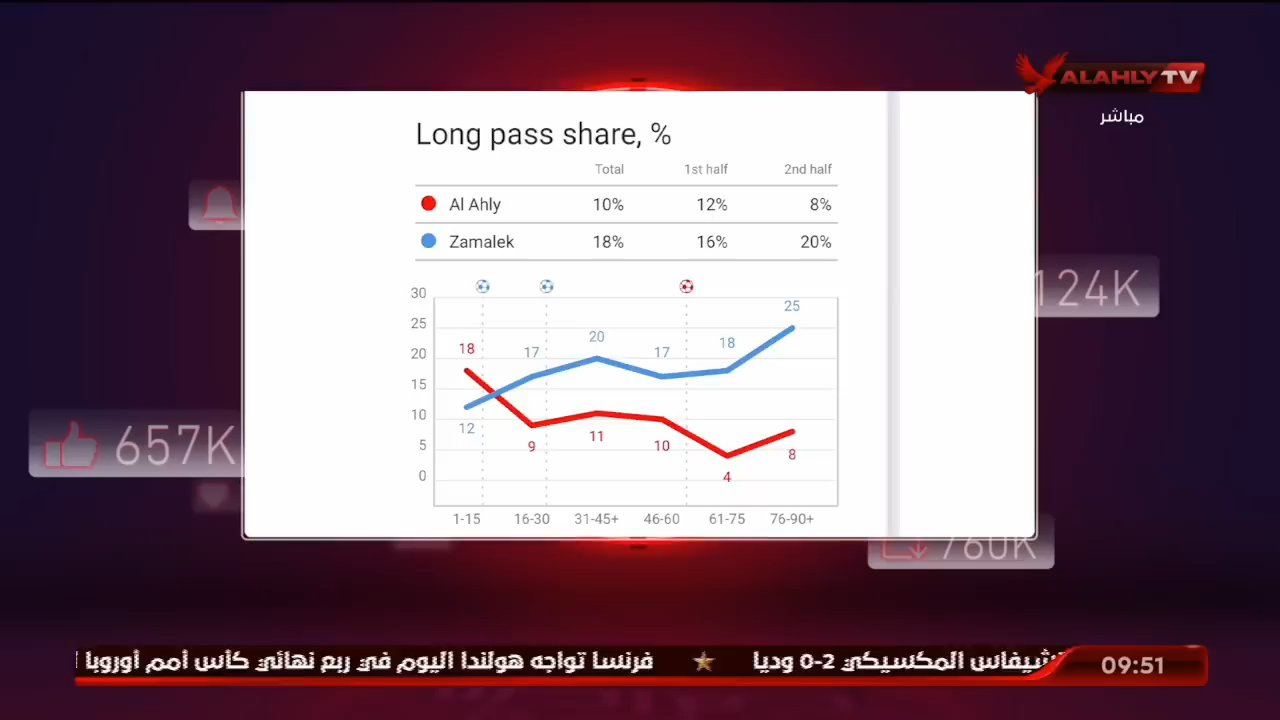 ALAHLY TV
مباشر
Long pass share, %
Total 1st half 2nd half
Al Ahly 10% 12% 8%
Zamalek 18% 16% 20%
30
25
20
15
10
5
0
18 9 11 10 4 8
12 17 20 17 18 25
1-15 16-30 31-45+ 46-60 61-75 76-90+
124K
657K
760K
تشيفاس المكسيكي 2-0 وديا
فرنسا تواجه هولندا اليوم في ربع نهائي كأس أمم أوروبا
09:51